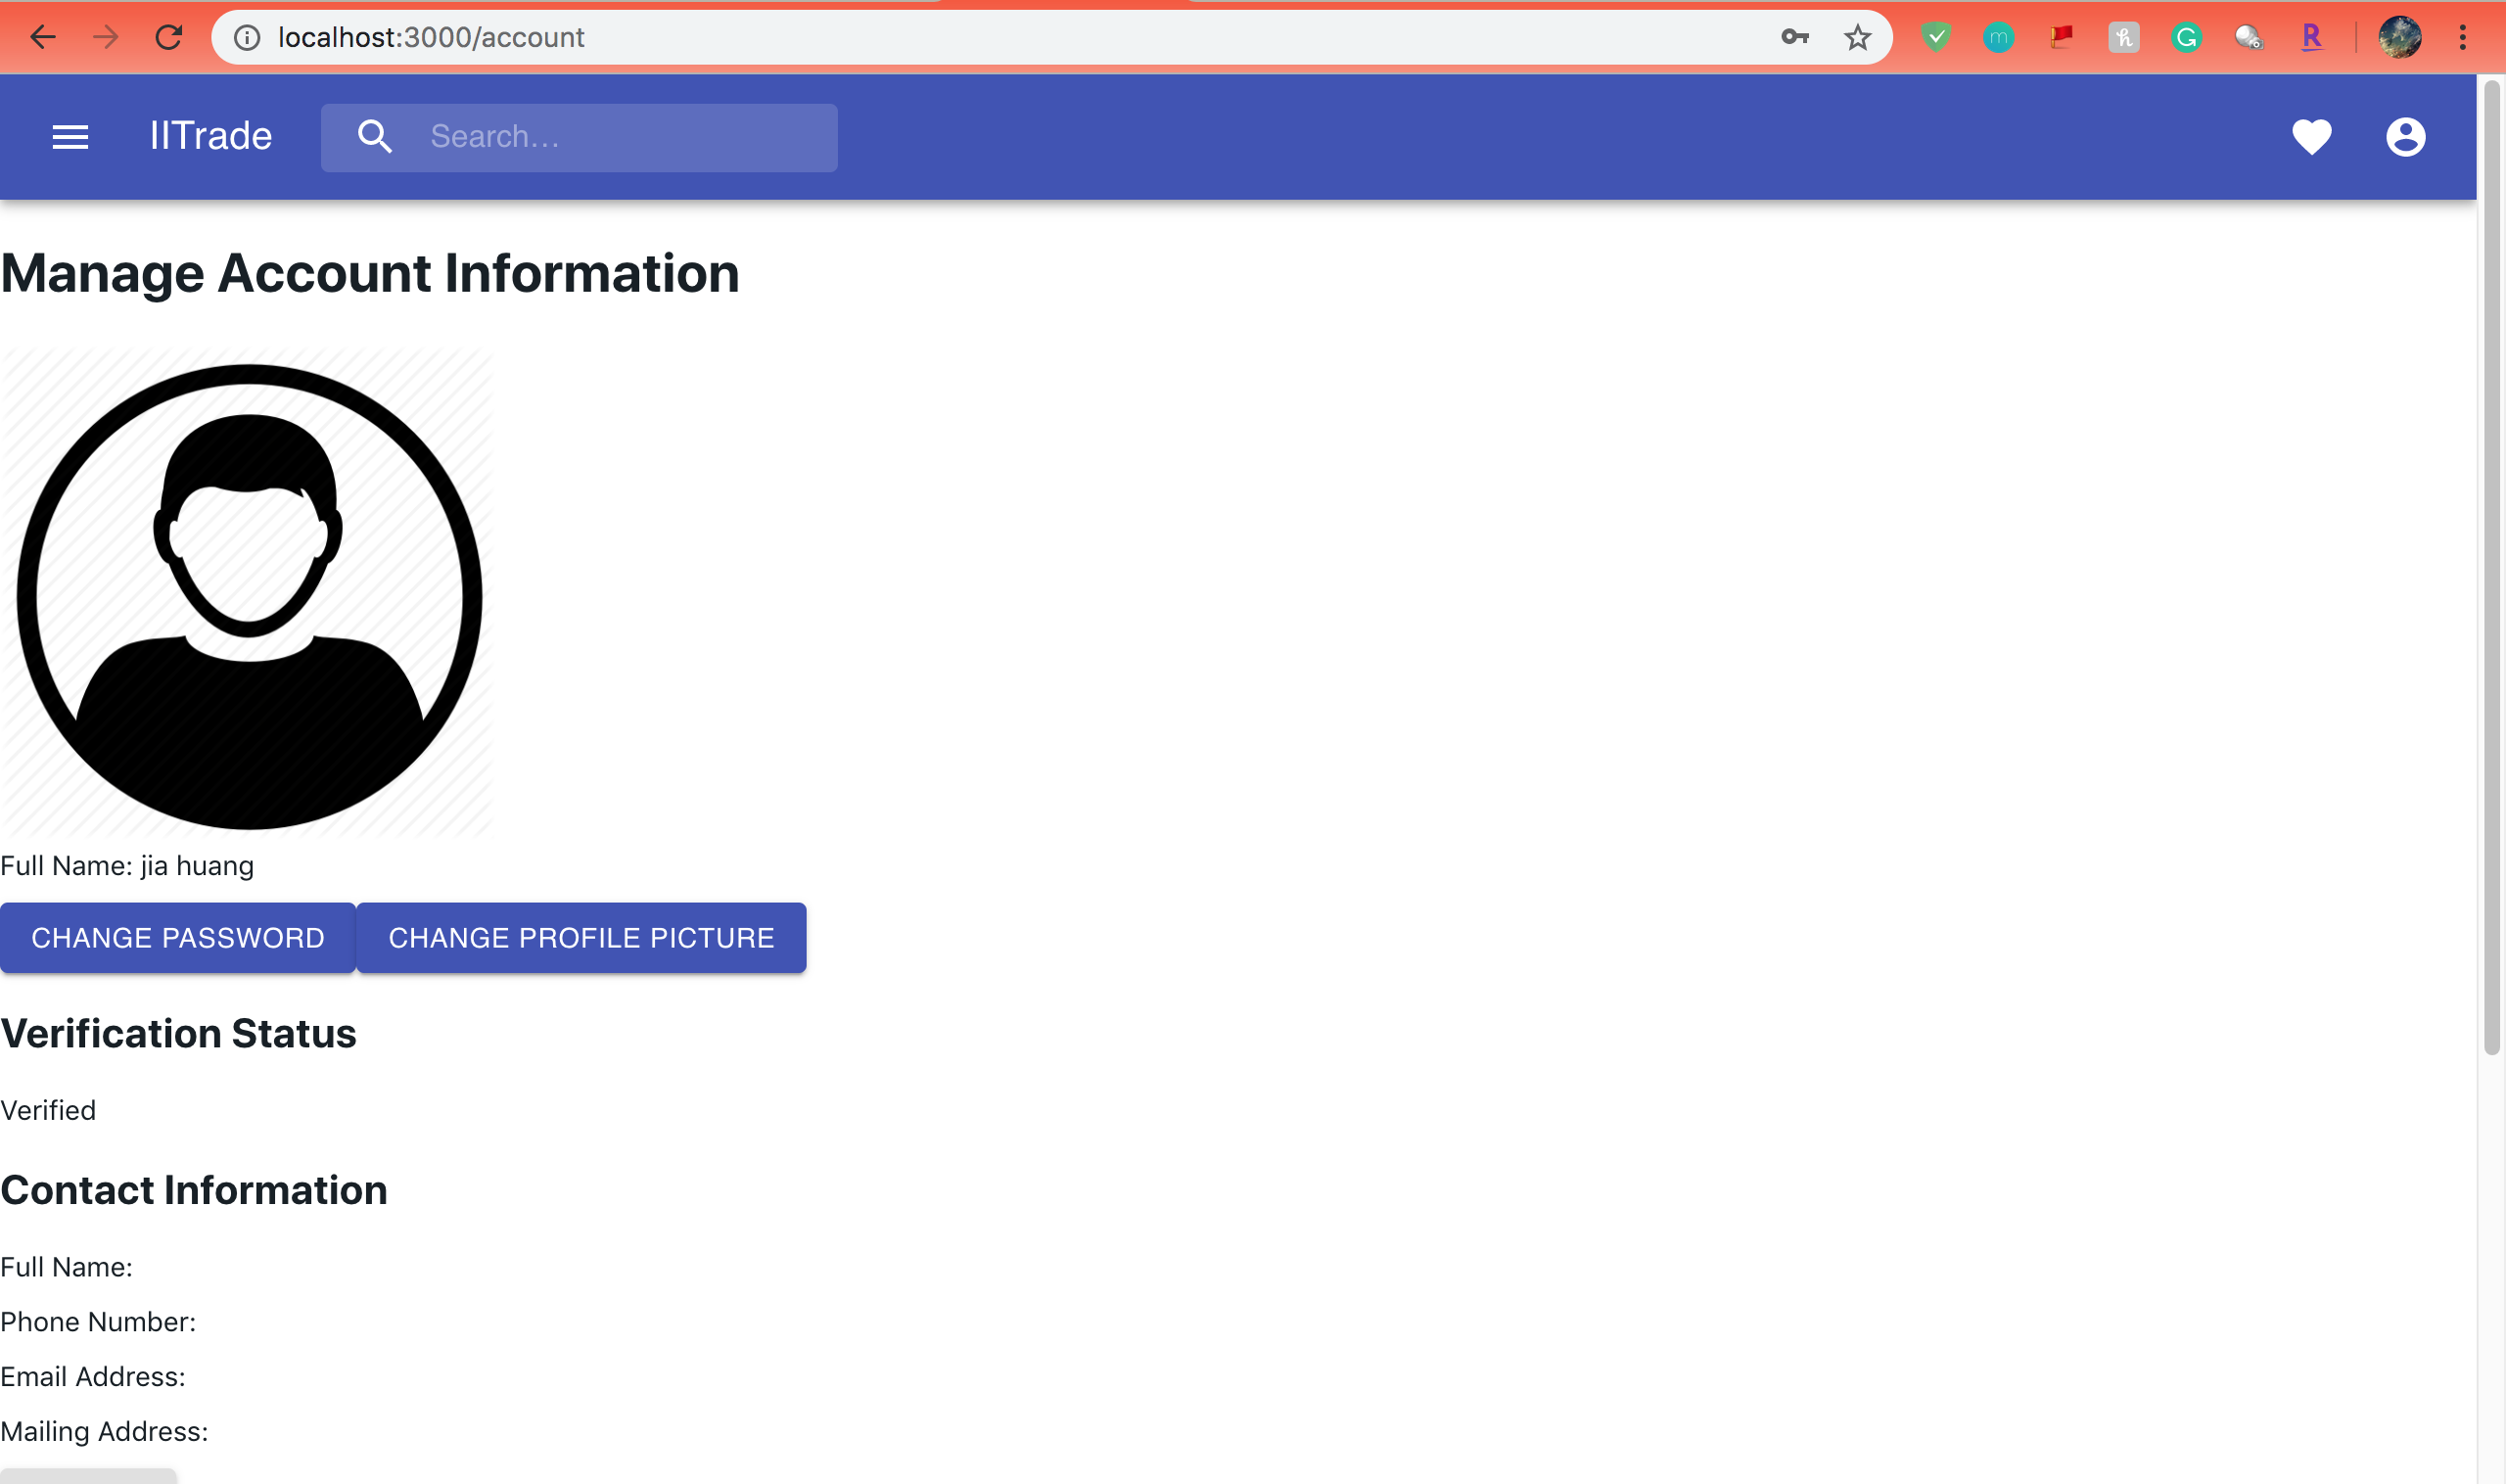 localhost:3000/account
IITrade
Search…
Manage Account Information
Full Name: jia huang
CHANGE PASSWORD CHANGE PROFILE PICTURE
Verification Status
Verified
Contact Information
Full Name:
Phone Number:
Email Address:
Mailing Address: